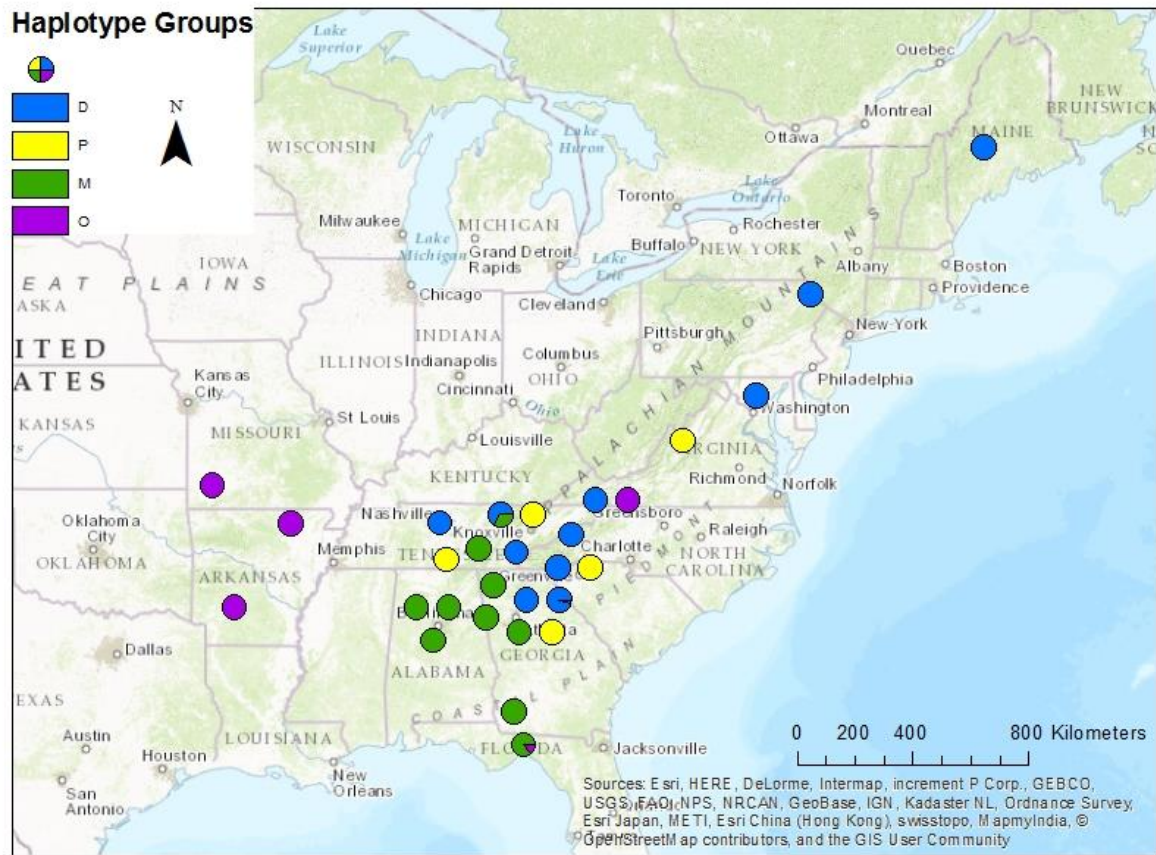 Haplotype Groups
D
P
M
O
N
Lake
Superior
Quebec
NEW
BRUNSWICK
Montreal
Ottawa
MAINE
WISCONSIN
Lake
Huron
Lake
Ontario
Toronto
Rochester
MICHIGAN
Milwaukee
Lake
Michigan
Grand
Rapids
Detroit
Buffalo
NEW YORK
Albany
Boston
Providence
Lake
Erie
IOWA
EAT PLAINS
ASKA
Chicago
Cleveland
New-York
INDIANA
Pittsburgh
ITED
ATES
ILLINOIS
Indianapolis
Columbus
OHIO
Philadelphia
Kansas
City
Cincinnati
Ohio
Washington
APPALACHIAN MOUNTAINS
St Louis
KANSAS
MISSOURI
Louisville
RGINIA
KENTUCKY
Richmond
Norfolk
Nashville
Greensboro
Knoxville
Raleigh
Oklahoma
City
Memphis
Charlotte
NORTH
CAROLINA
OKLAHOMA
ARKANSAS
PIEDMONT
Dallas
GEORGIA
ALABAMA
COASTAL PLAIN
EXAS
LOUISIANA
Austin
Houston
FLORIDA
Jacksonville
New
Orleans
San
Antonio
0 200 400 800 Kilometers
Sources: Esri, HERE, DeLorme, Intermap, increment P Corp., GEBCO,
USGS, FAO, NPS, NRCAN, GeoBase, IGN, Kadaster NL, Ordnance Survey,
Esri Japan, METI, Esri China (Hong Kong), swisstopo, MapmyIndia, ©
OpenStreetMap contributors, and the GIS User Community